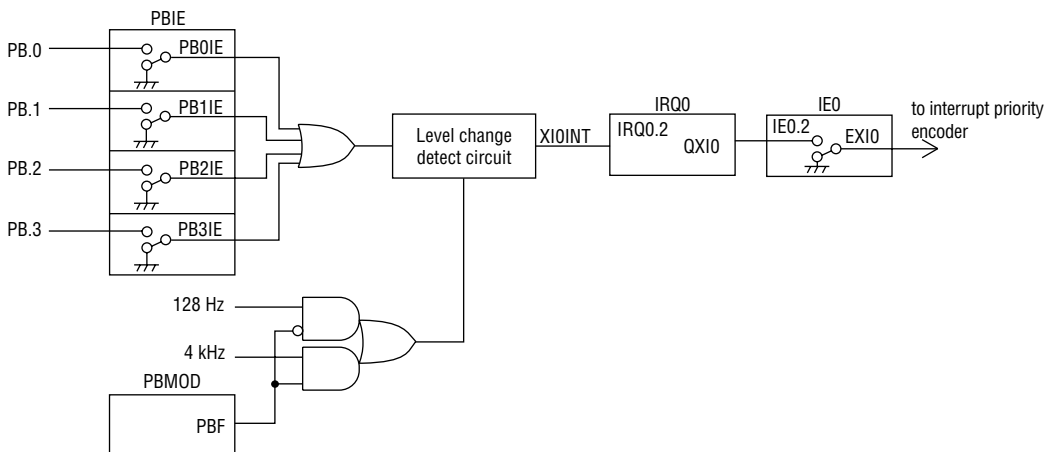 PBIE
PB.0
PB0IE
PB.1
PB1IE
PB.2
PB2IE
PB.3
PB3IE
Level change
detect circuit
XI0INT
IRQ0
IRQ0.2
QXI0
IE0
IE0.2
EXI0
to interrupt priority
encoder
128 Hz
4 kHz
PBMOD
PBF